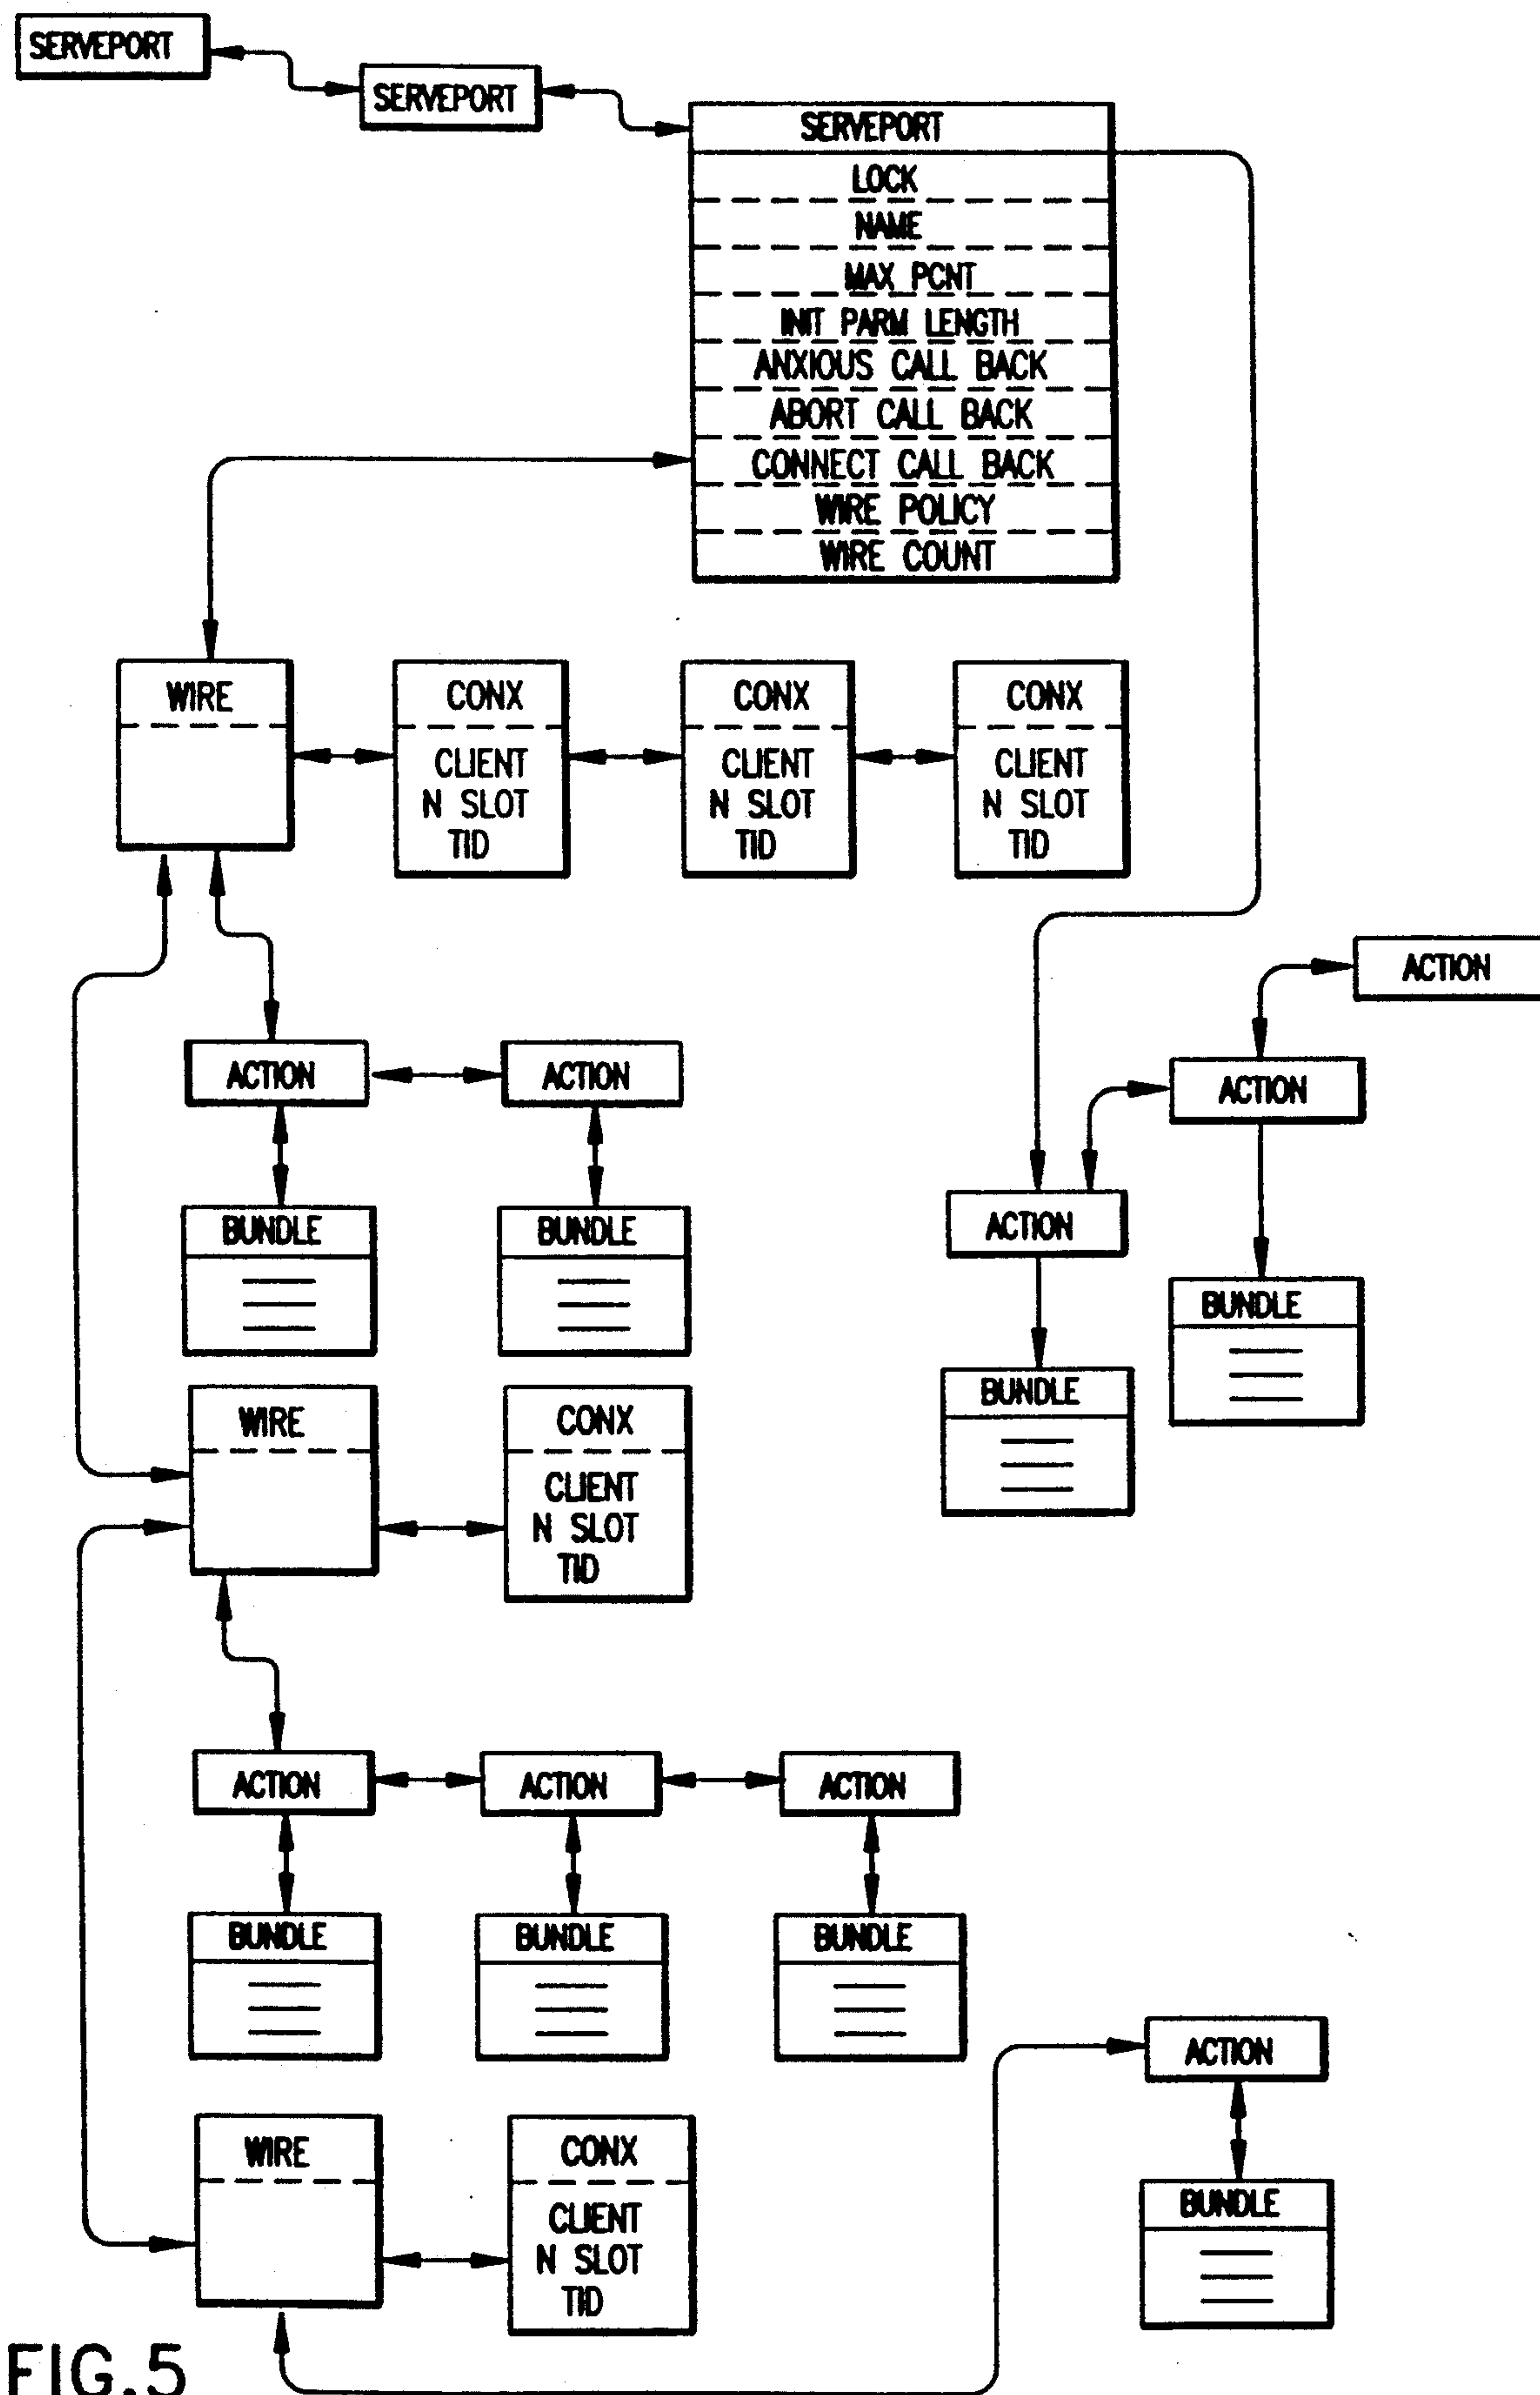 SERVEPORT
SERVEPORT
SERVEPORT
LOCK
NAME
MAX PCNT
INIT PARM LENGTH
ANXIOUS CALL BACK
ABORT CALL BACK
CONNECT CALL BACK
WIRE POLICY
WIRE COUNT
WIRE
CONX
CLIENT
N SLOT
TID
CONX
CLIENT
N SLOT
TID
CONX
CLIENT
N SLOT
TID
ACTION
ACTION
ACTION
ACTION
ACTION
BUNDLE
BUNDLE
BUNDLE
BUNDLE
WIRE
CONX
CLIENT
N SLOT
TID
ACTION
ACTION
ACTION
BUNDLE
BUNDLE
BUNDLE
ACTION
BUNDLE
WIRE
CONX
CLIENT
N SLOT
TID
FIG.5